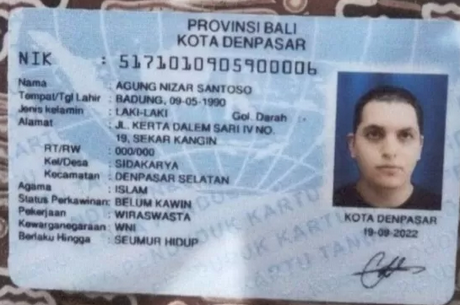 PROVINSI BALI
KOTA DENPASAR
NIK : 5171010905900006
Nama : AGUNG NIZAR SANTOSO
Tempat/Tgl Lahir : BADUNG, 09-05-1990
Jenis kelamin : LAKI-LAKI Gol. Darah : -
Alamat : JL. KERTA DALEM SARI IV NO.
19, SEKAR KANGIN
RT/RW : 000/000
Kel/Desa : SIDAKARYA
Kecamatan : DENPASAR SELATAN
Agama : ISLAM
Status Perkawinan: BELUM KAWIN
Pekerjaan : WIRASWASTA
Kewarganegaraan: WNI
Berlaku Hingga : SEUMUR HIDUP
KOTA DENPASAR
19-09-2022